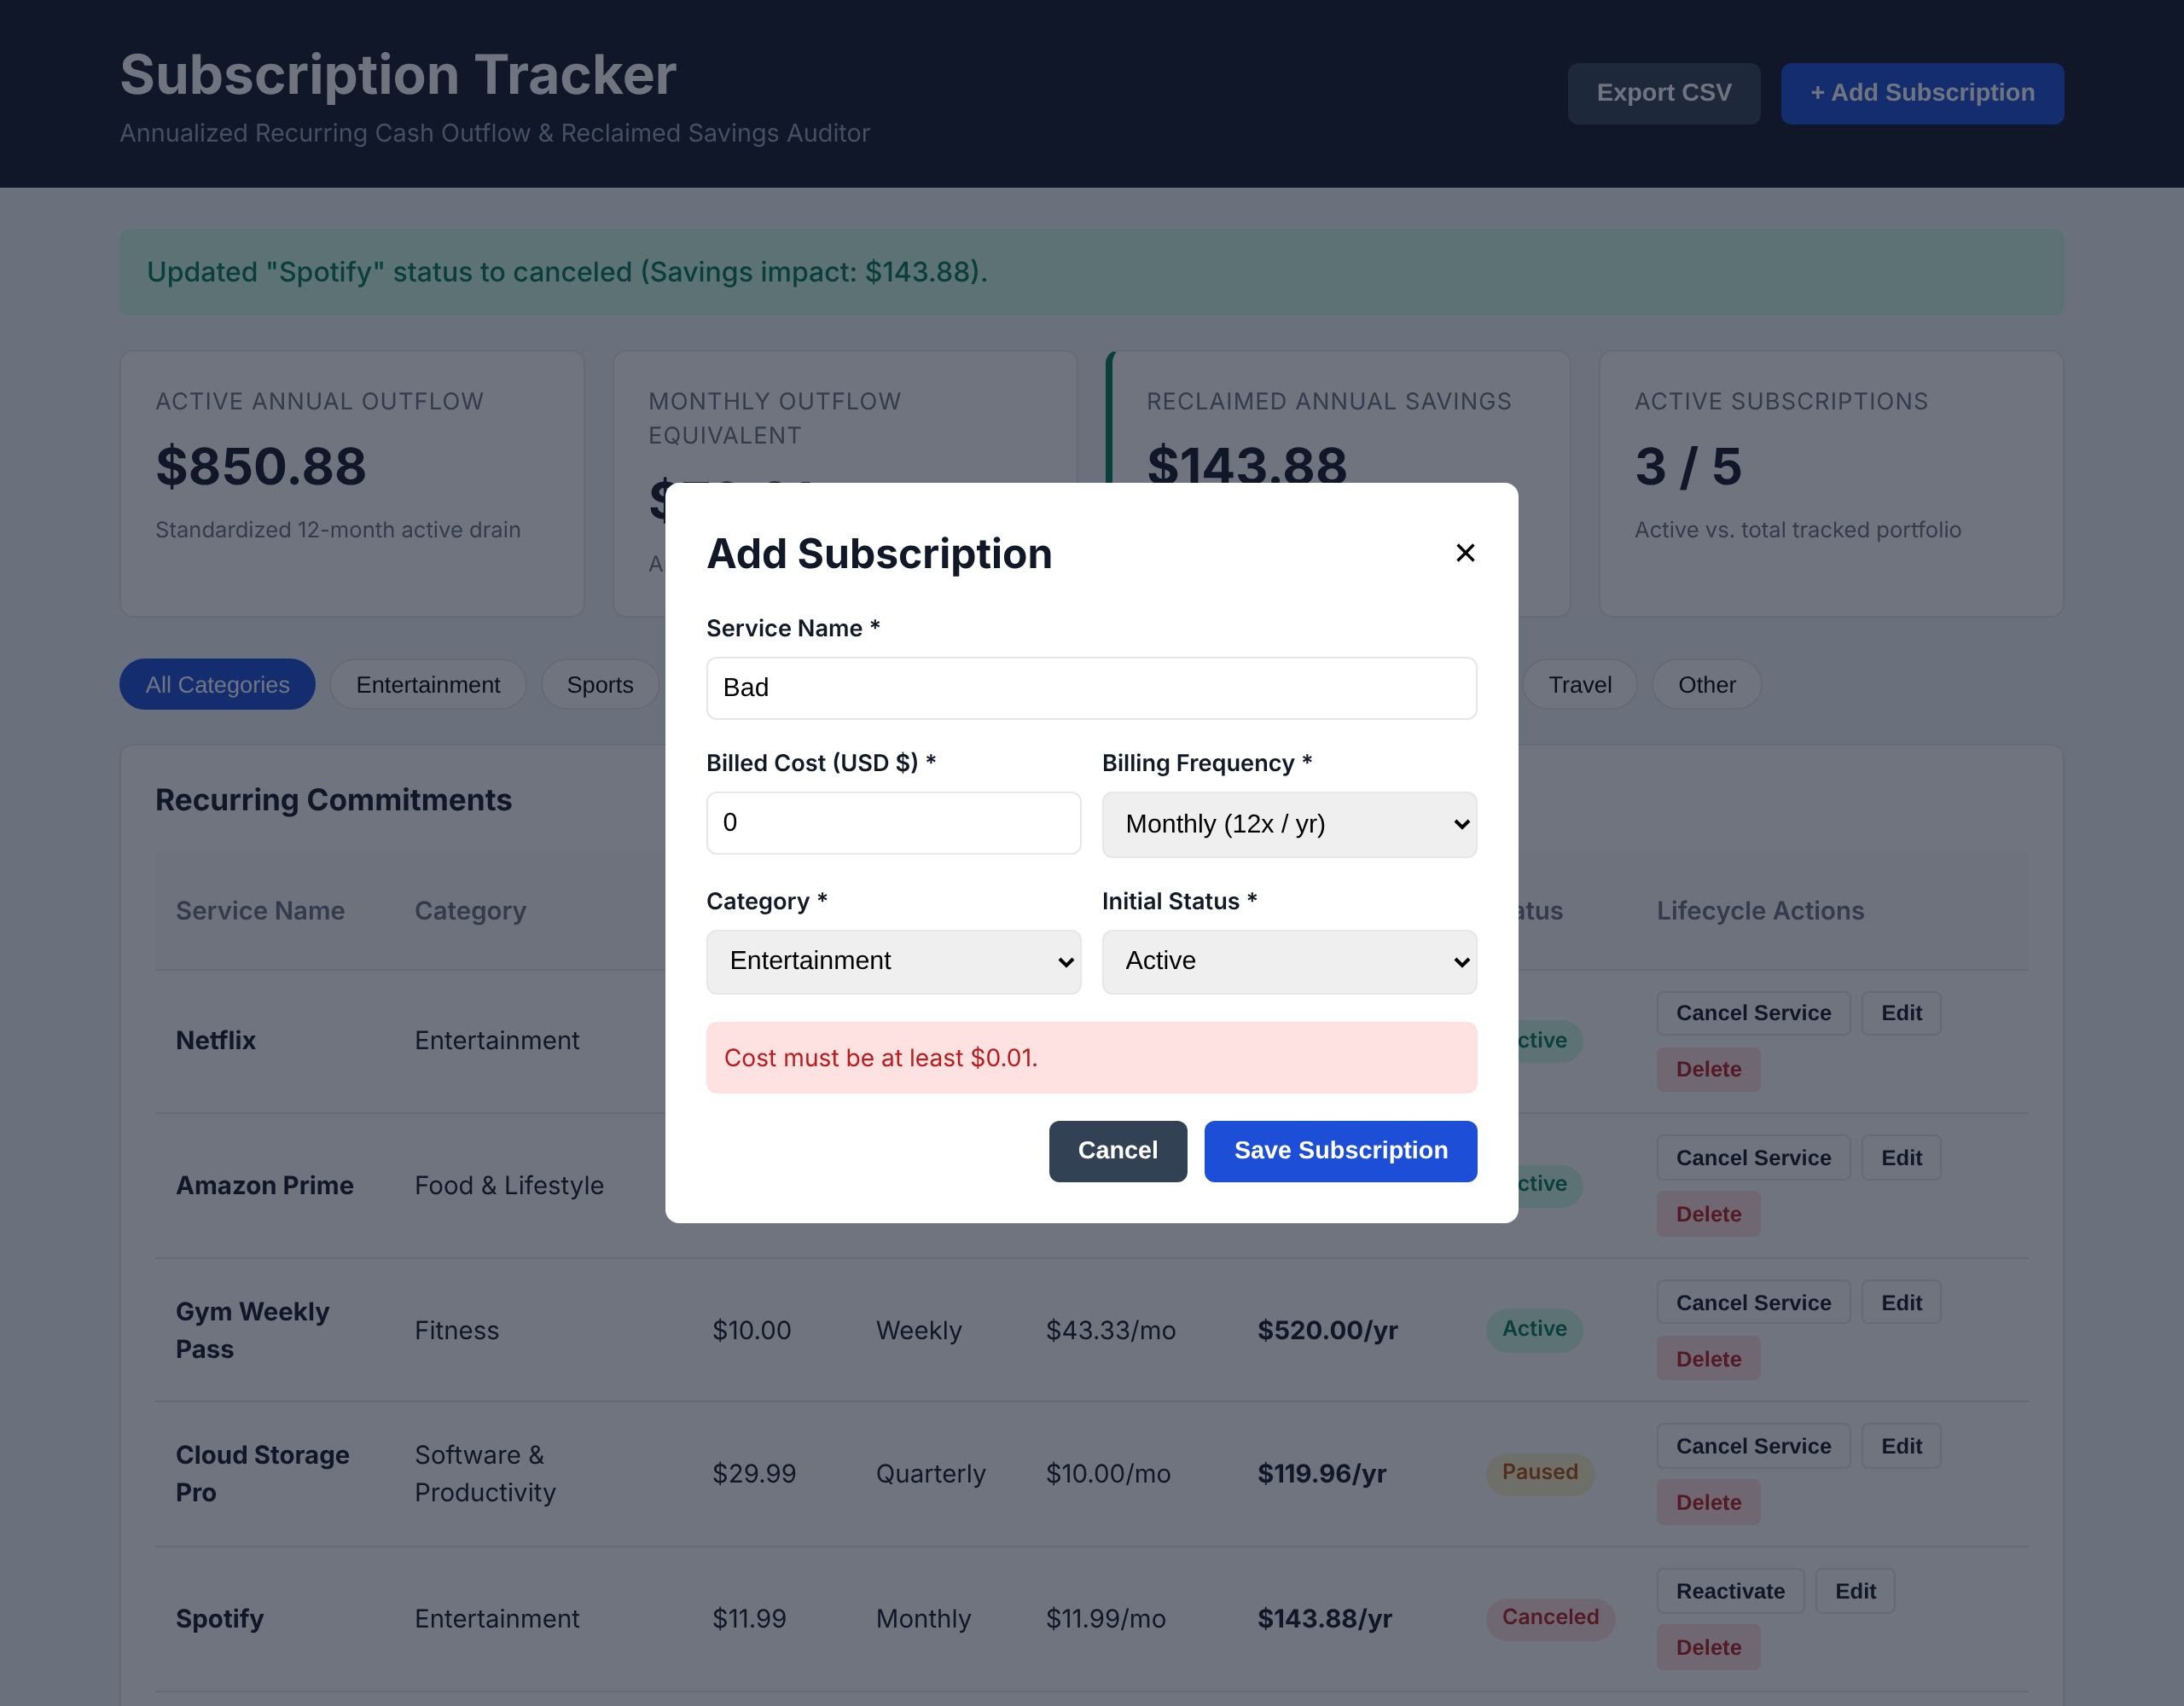 Subscription Tracker
Annualized Recurring Cash Outflow & Reclaimed Savings Auditor
Export CSV
+ Add Subscription
Updated "Spotify" status to canceled (Savings impact: $143.88).
ACTIVE ANNUAL OUTFLOW
$850.88
Standardized 12-month active drain
MONTHLY OUTFLOW
EQUIVALENT
RECLAIMED ANNUAL SAVINGS
$143.88
ACTIVE SUBSCRIPTIONS
3 / 5
Active vs. total tracked portfolio
All Categories
Entertainment
Sports
Travel
Other
Add Subscription
✕
Service Name *
Bad
Billed Cost (USD $) *
0
Billing Frequency *
Monthly (12x / yr)
Category *
Entertainment
Initial Status *
Active
Cost must be at least $0.01.
Cancel
Save Subscription
Recurring Commitments
Service Name Category Lifecycle Actions
Netflix Entertainment Cancel Service Edit
Delete
Amazon Prime Food & Lifestyle Cancel Service Edit
Delete
Gym Weekly
Pass
Fitness $10.00 Weekly $43.33/mo $520.00/yr Active Cancel Service Edit
Delete
Cloud Storage
Pro
Software &
Productivity
$29.99 Quarterly $10.00/mo $119.96/yr Paused Cancel Service Edit
Delete
Spotify Entertainment $11.99 Monthly $11.99/mo $143.88/yr Canceled Reactivate Edit
Delete